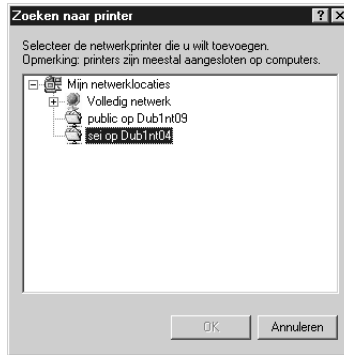 Zoeken naar printer
Selecteer de netwerkprinter die u wilt toevoegen.
Opmerking: printers zijn meestal aangesloten op computers.
Mijn netwerklocaties
Volledig netwerk
public op Dub1nt09
sei op Dub1nt04
OK
Annuleren